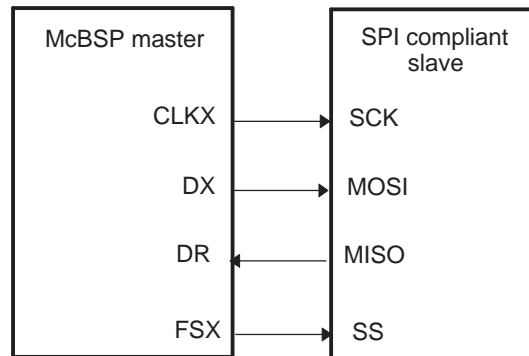 McBSP master
SPI compliant
slave
CLKX
SCK
DX
MOSI
DR
MISO
FSX
SS